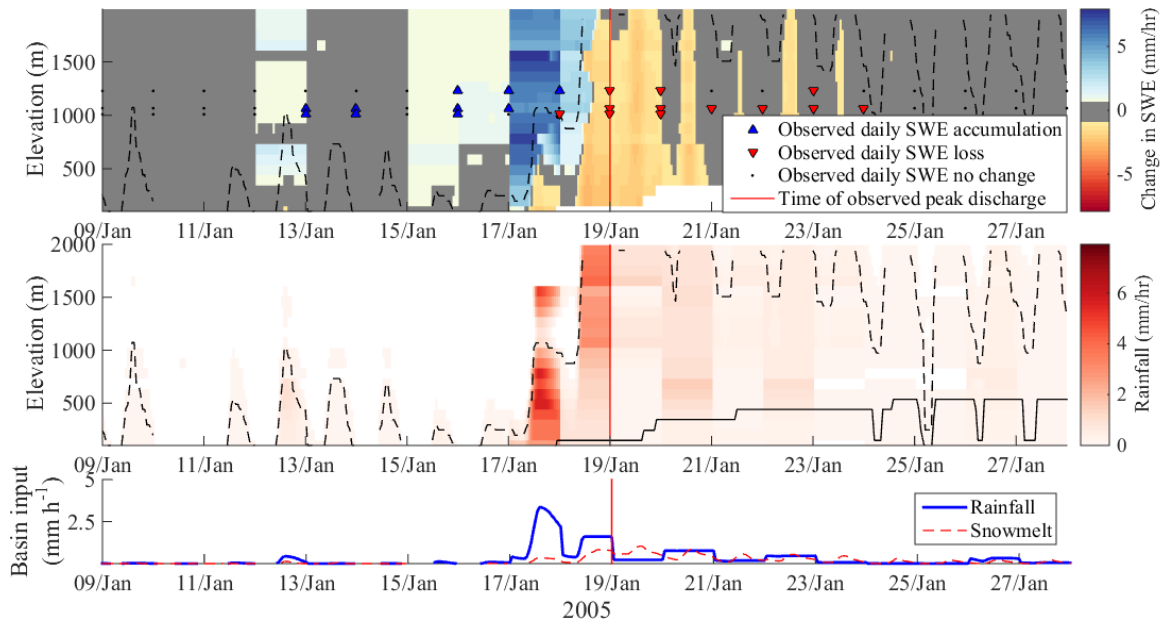 Elevation (m)
1500
1000
500
09/Jan
11/Jan
13/Jan
15/Jan
17/Jan
19/Jan
21/Jan
23/Jan
25/Jan
27/Jan
Observed daily SWE accumulation
Observed daily SWE loss
Observed daily SWE no change
Time of observed peak discharge
5
0
-5
Change in SWE (mm/hr)
Elevation (m)
2000
1500
1000
500
09/Jan
11/Jan
13/Jan
15/Jan
17/Jan
19/Jan
21/Jan
23/Jan
25/Jan
27/Jan
6
4
2
0
Rainfall (mm/hr)
Basin input
(mm h-1)
5
2.5
09/Jan
11/Jan
13/Jan
15/Jan
17/Jan
19/Jan
21/Jan
23/Jan
25/Jan
27/Jan
Rainfall
Snowmelt
2005